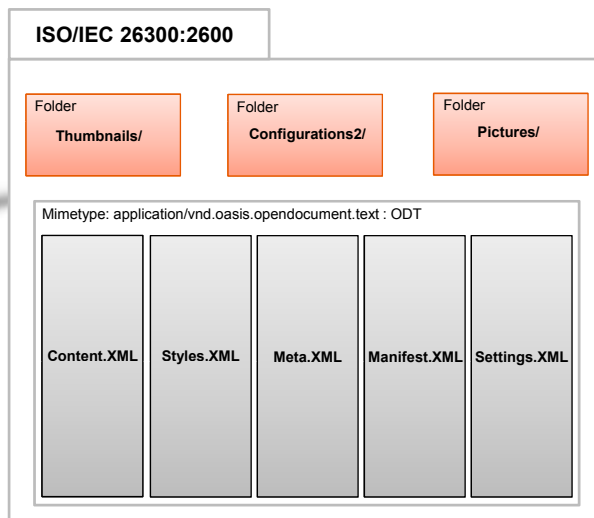 ISO/IEC 26300:2600
Folder
Thumbnails/
Folder
Configurations2/
Folder
Pictures/
Mimetype: application/vnd.oasis.opendocument.text : ODT
Content.XML
Styles.XML
Meta.XML
Manifest.XML
Settings.XML